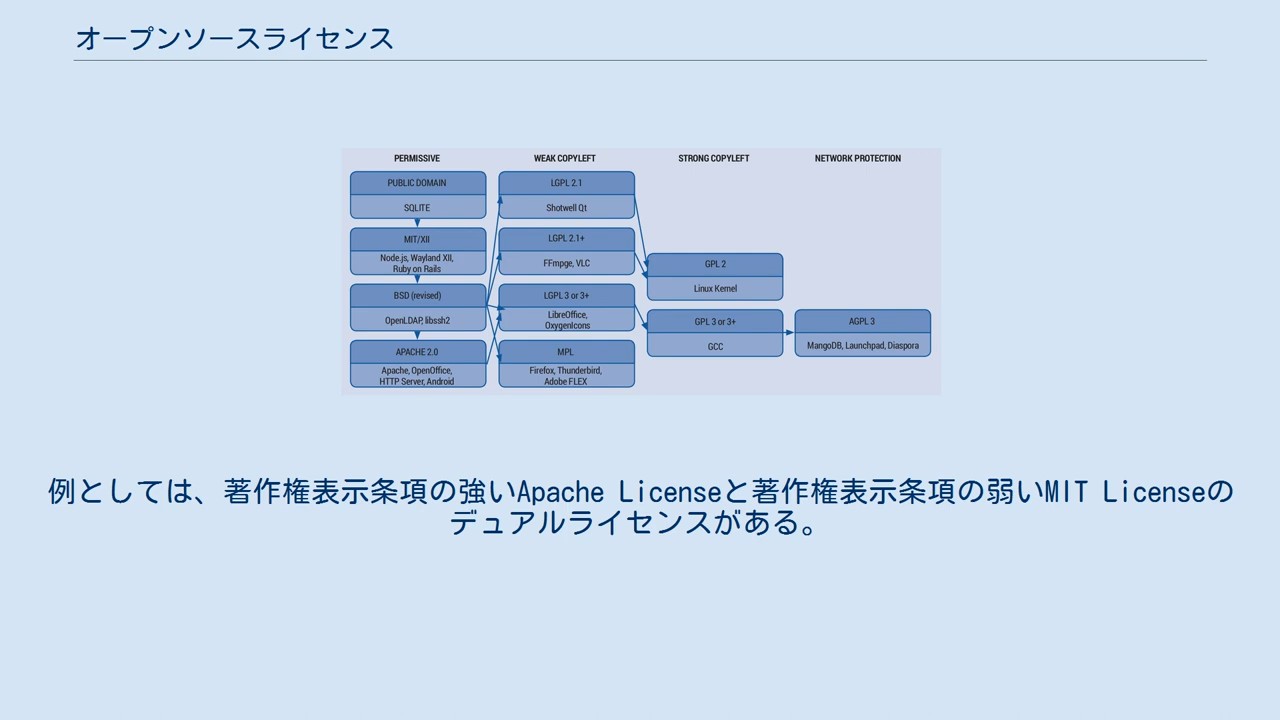 オープンソースライセンス
PERMISSIVE
WEAK COPYLEFT
STRONG COPYLEFT
NETWORK PROTECTION
PUBLIC DOMAIN
SQLITE
MIT/XII
Node.js, Wayland XII,
Ruby on Rails
BSD (revised)
OpenLDAP, libssh2
APACHE 2.0
Apache, OpenOffice,
HTTP Server, Android
LGPL 2.1
Shotwell Qt
LGPL 2.1+
FFmpge, VLC
LGPL 3 or 3+
LibreOffice,
OxygenIcons
MPL
Firefox, Thunderbird,
Adobe FLEX
GPL 2
Linux Kernel
GPL 3 or 3+
GCC
AGPL 3
MangoDB, Launchpad, Diaspora
例としては、著作権表示条項の強いApache Licenseと著作権表示条項の弱いMIT Licenseの
デュアルライセンスがある。